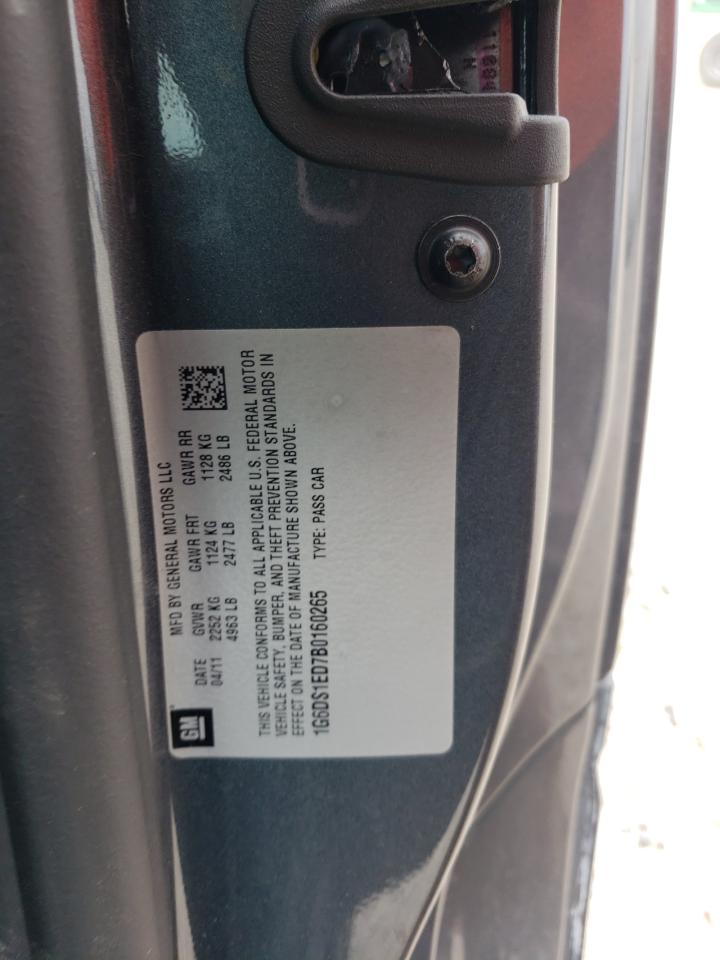 MFD BY GENERAL MOTORS LLC
DATE GVWR GAWR FRT GAWR RR
04/11 2252 KG 1124 KG 1128 KG
4963 LB 2477 LB 2486 LB
GM
THIS VEHICLE CONFORMS TO ALL APPLICABLE U.S. FEDERAL MOTOR
VEHICLE SAFETY, BUMPER, AND THEFT PREVENTION STANDARDS IN
EFFECT ON THE DATE OF MANUFACTURE SHOWN ABOVE.
1G6DS1ED7B0160265 TYPE: PASS CAR